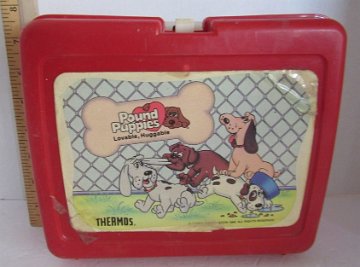 Pound
Puppies
Lovable, Huggable
THERMOS.